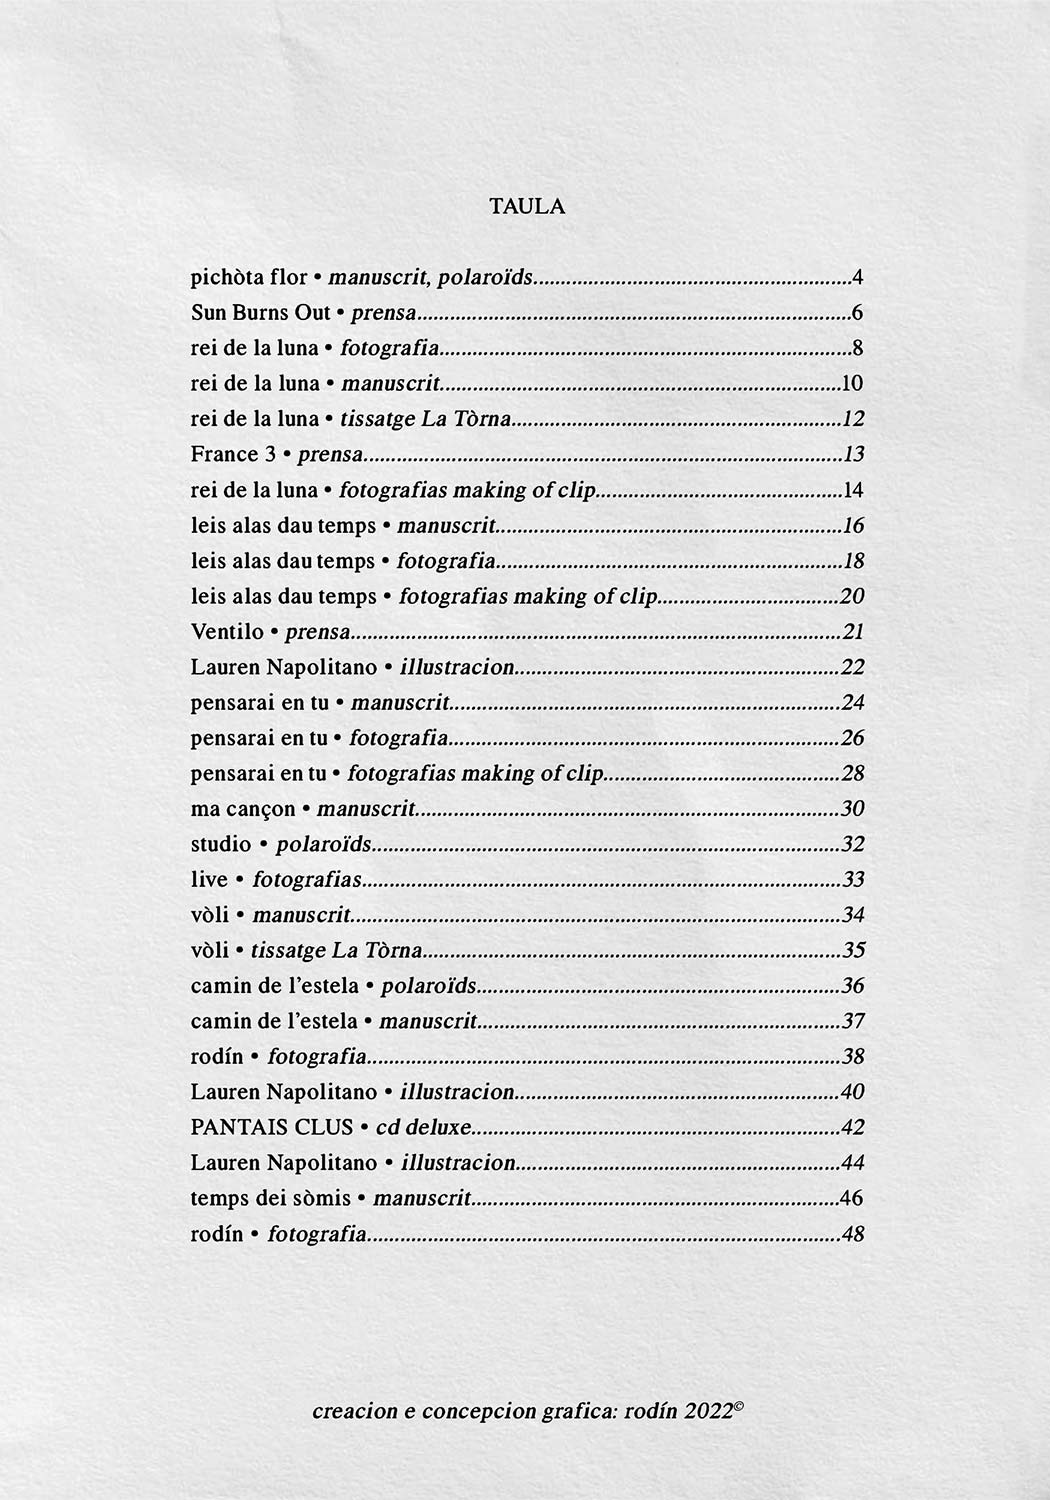 TAULA
pichòta flor • manuscrit, polaroïds..........................................................4
Sun Burns Out • prensa..........................................................6
rei de la luna • fotografia..........................................................8
rei de la luna • manuscrit..........................................................10
rei de la luna • tissatge La Tòrna..........................................................12
France 3 • prensa..........................................................13
rei de la luna • fotografias making of clip..........................................................14
leis alas dau temps • manuscrit..........................................................16
leis alas dau temps • fotografia..........................................................18
leis alas dau temps • fotografias making of clip..........................................................20
Ventilo • prensa..........................................................21
Lauren Napolitano • illustracion..........................................................22
pensarai en tu • manuscrit..........................................................24
pensarai en tu • fotografia..........................................................26
pensarai en tu • fotografias making of clip..........................................................28
ma cançon • manuscrit..........................................................30
studio • polaroïds..........................................................32
live • fotografias..........................................................33
vòli • manuscrit..........................................................34
vòli • tissatge La Tòrna..........................................................35
camin de l’estela • polaroïds..........................................................36
camin de l’estela • manuscrit..........................................................37
rodín • fotografia..........................................................38
Lauren Napolitano • illustracion..........................................................40
PANTAIS CLUS • cd deluxe..........................................................42
Lauren Napolitano • illustracion..........................................................44
temps dei sòmis • manuscrit..........................................................46
rodín • fotografia..........................................................48
creacion e concepcion grafica: rodín 2022©